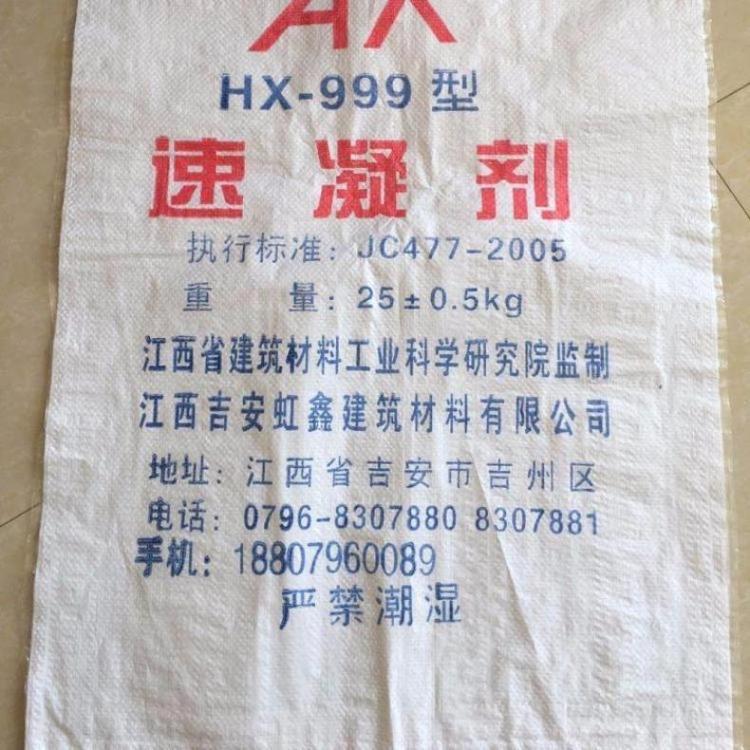 HX-999型
速凝剂
执行标准：JC477-2005
重量：25±0.5kg
江西省建筑材料工业科学研究院监制
江西吉安虹鑫建筑材料有限公司
地址：江西省吉安市吉州区
电话：0796-8307880 8307881
手机：18807960089
严禁潮湿